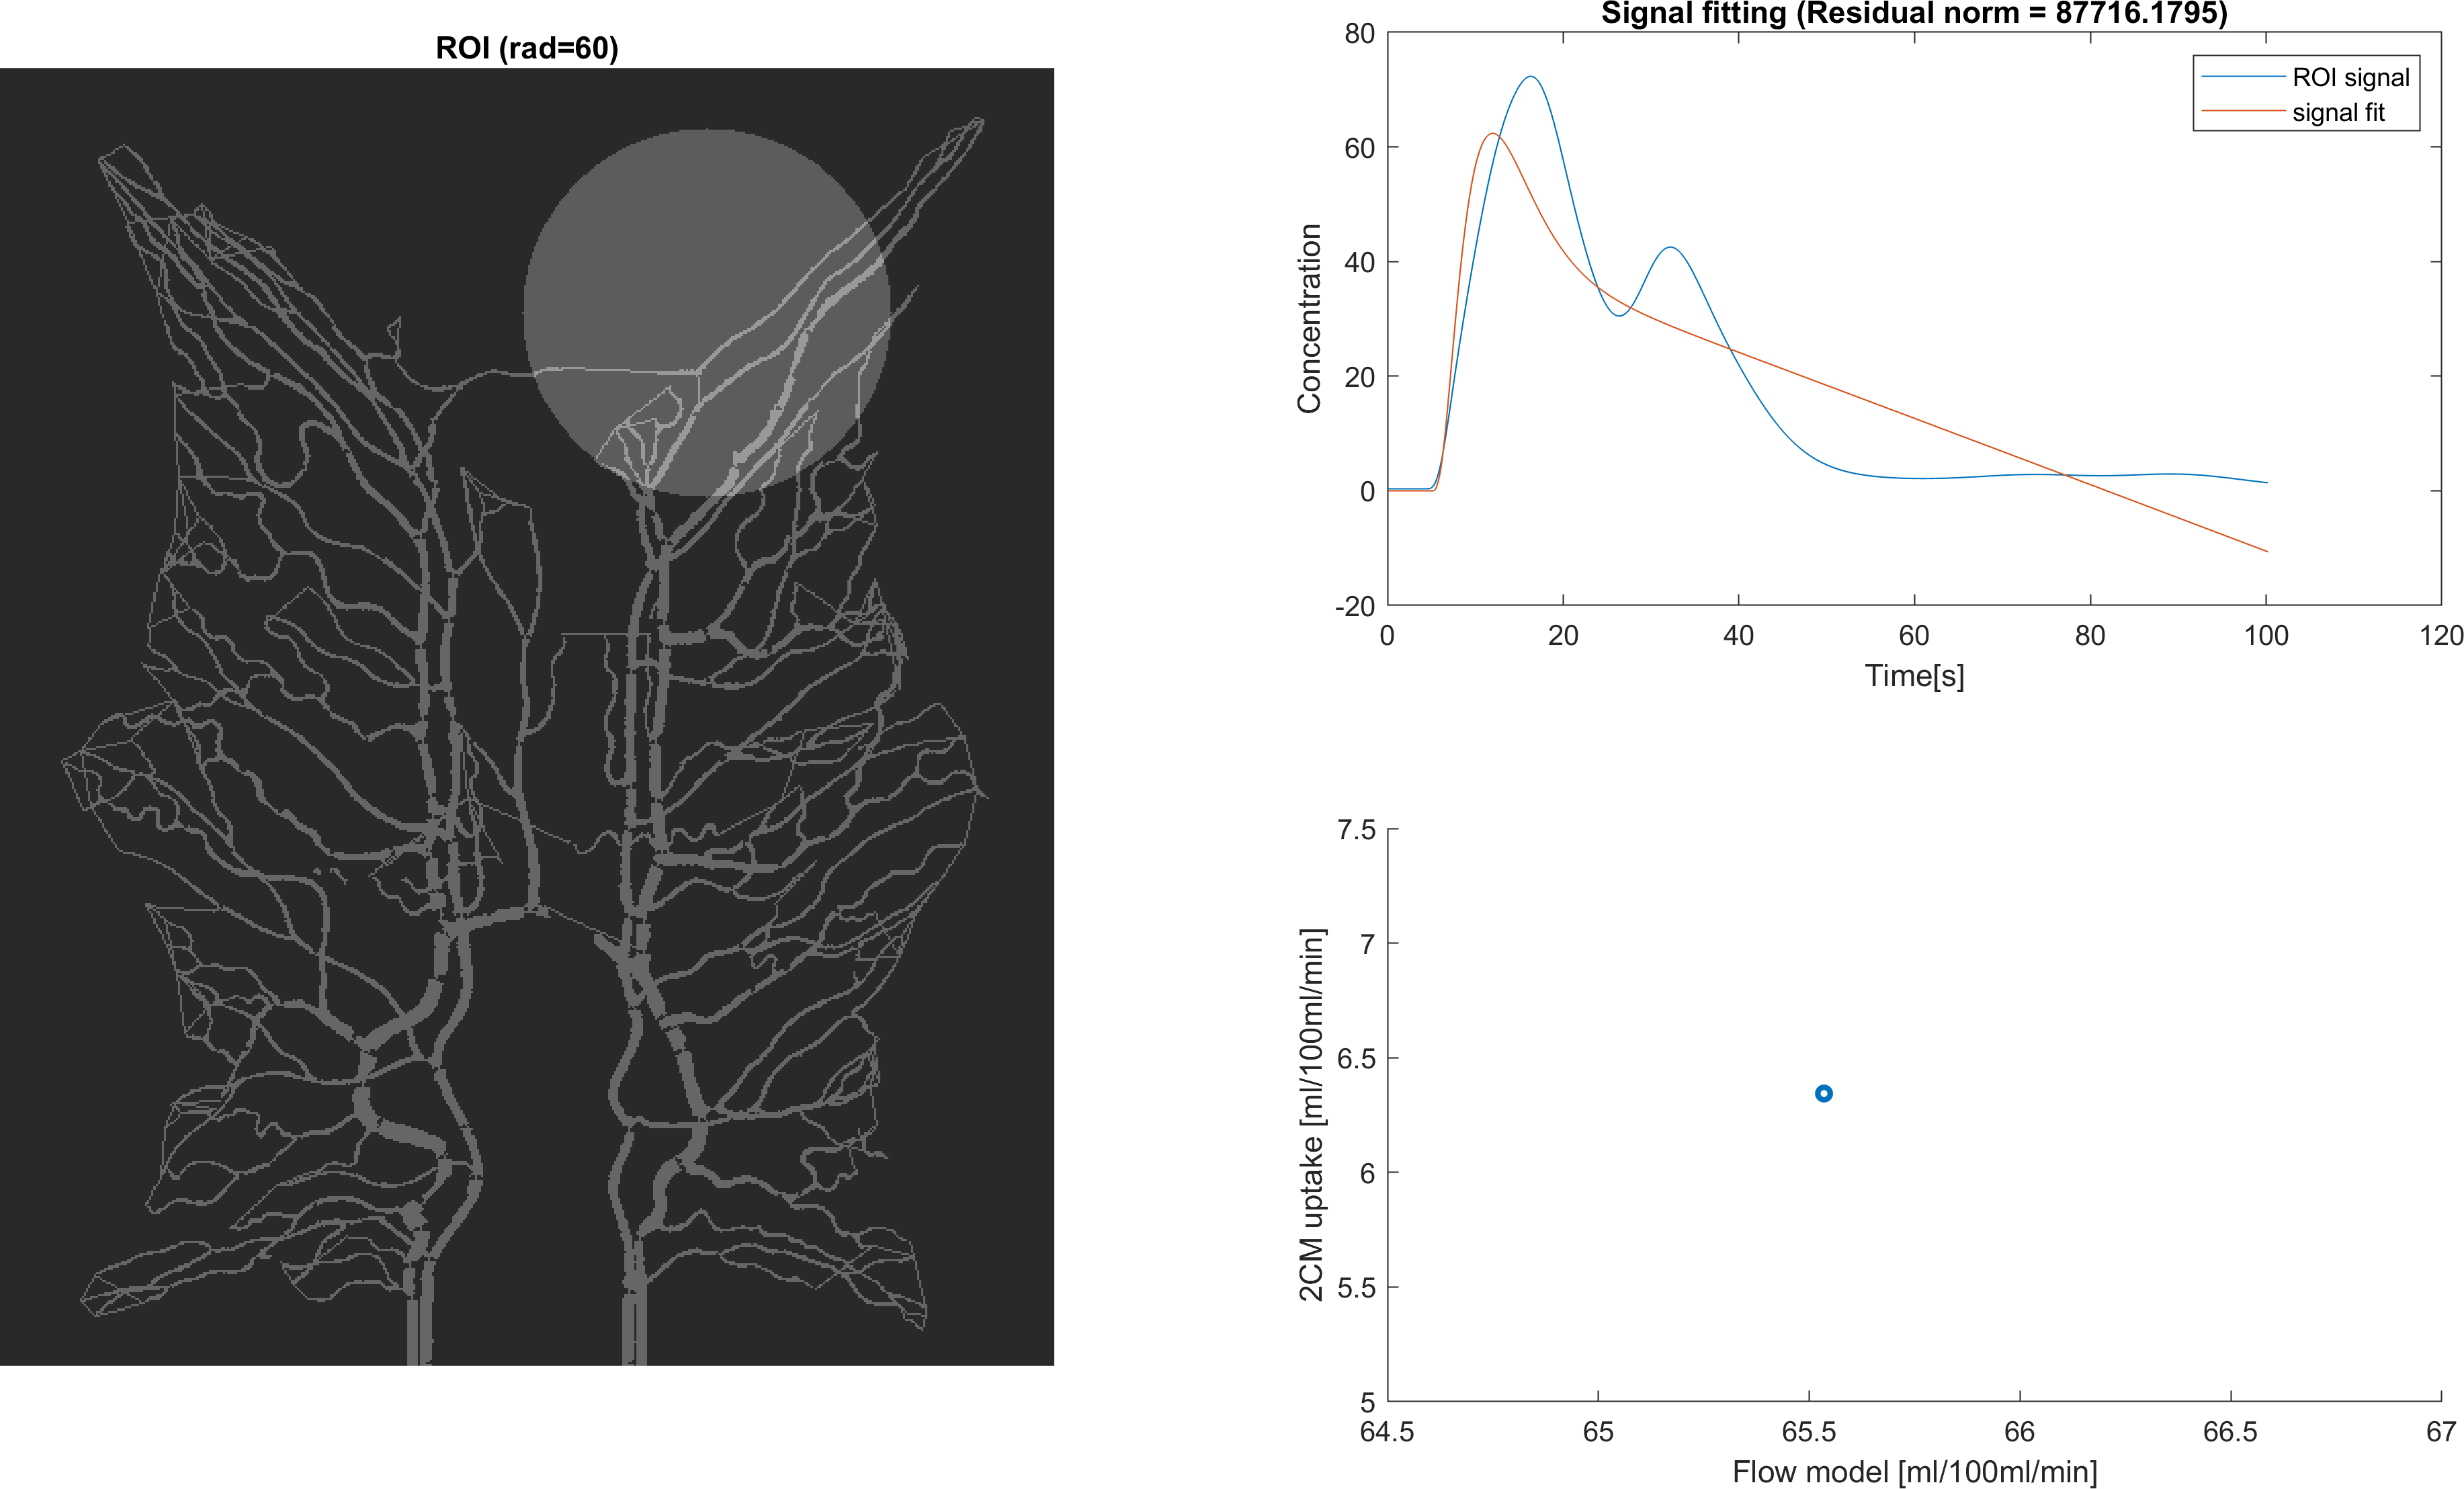 ROI (rad=60)
Signal fitting (Residual norm = 87716.1795)
80
60
40
20
0
-20
Concentration
ROI signal
signal fit
0 20 40 60 80 100 120
Time[s]
7.5
7
6.5
6
5.5
5
2CM uptake [ml/100ml/min]
64.5 65 65.5 66 66.5 67
Flow model [ml/100ml/min]